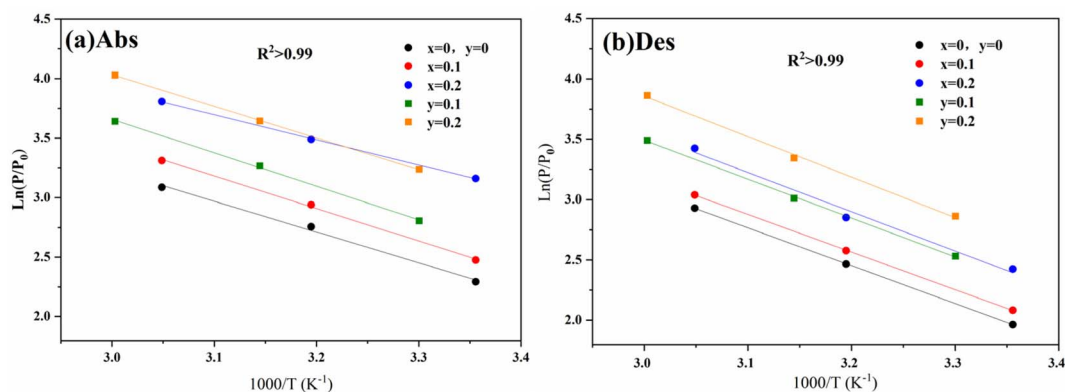 (a)Abs
R²>0.99
x=0, y=0
x=0.1
x=0.2
y=0.1
y=0.2
Ln(P/P₀)
4.5
4.0
3.5
3.0
2.5
2.0
3.0 3.1 3.2 3.3 3.4
1000/T (K⁻¹)
(b)Des
R²>0.99
x=0, y=0
x=0.1
x=0.2
y=0.1
y=0.2
Ln(P/P₀)
4.5
4.0
3.5
3.0
2.5
2.0
3.0 3.1 3.2 3.3 3.4
1000/T (K⁻¹)